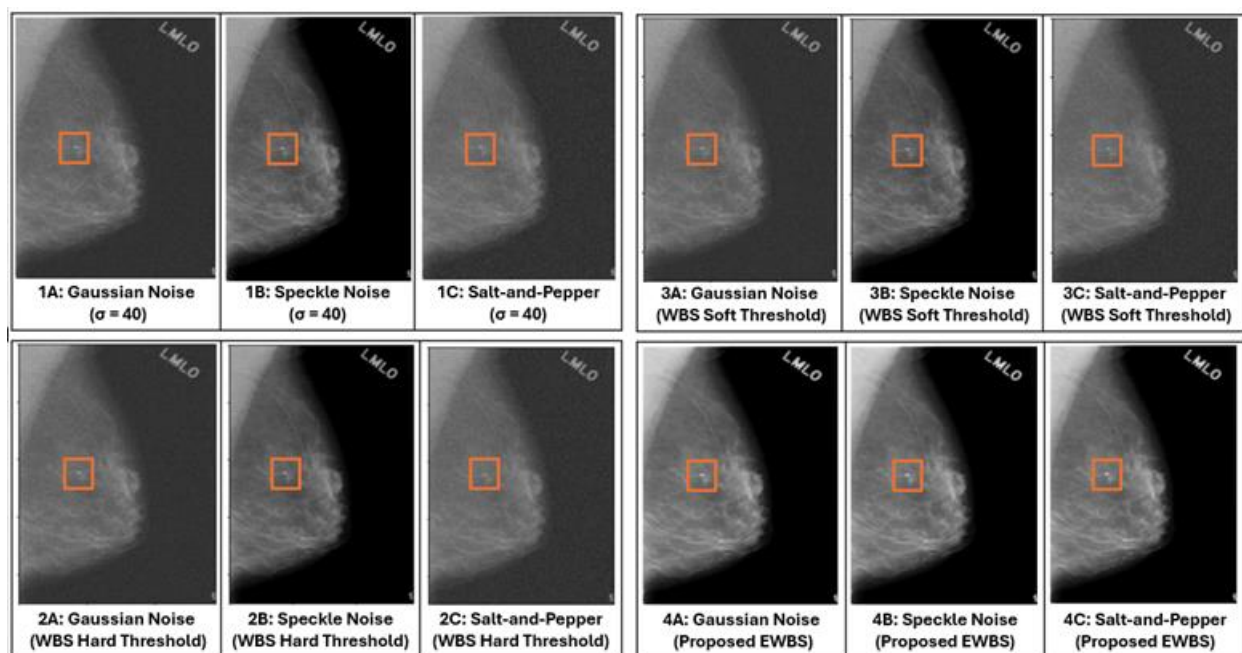 LMLO
LMLO
LMLO
1A: Gaussian Noise
(σ = 40)
1B: Speckle Noise
(σ = 40)
1C: Salt-and-Pepper
(σ = 40)
LMLO
LMLO
LMLO
3A: Gaussian Noise
(WBS Soft Threshold)
3B: Speckle Noise
(WBS Soft Threshold)
3C: Salt-and-Pepper
(WBS Soft Threshold)
LMLO
LMLO
LMLO
2A: Gaussian Noise
(WBS Hard Threshold)
2B: Speckle Noise
(WBS Hard Threshold)
2C: Salt-and-Pepper
(WBS Hard Threshold)
LMLO
LMLO
LMLO
4A: Gaussian Noise
(Proposed EWBS)
4B: Speckle Noise
(Proposed EWBS)
4C: Salt-and-Pepper
(Proposed EWBS)